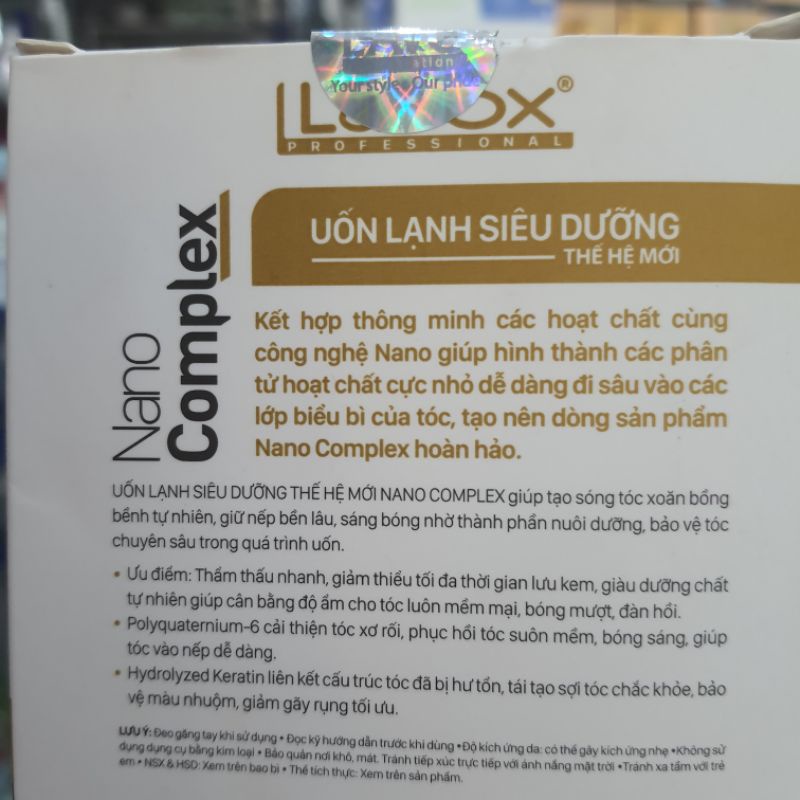 ation
Your style, Our
PROFESSIONAL
Nano
Complex
UỐN LẠNH SIÊU DƯỠNG
THẾ HỆ MỚI
Kết hợp thông minh các hoạt chất cùng
công nghệ Nano giúp hình thành các phân
tử hoạt chất cực nhỏ dễ dàng đi sâu vào các
lớp biểu bì của tóc, tạo nên dòng sản phẩm
Nano Complex hoàn hảo.
UỐN LẠNH SIÊU DƯỠNG THẾ HỆ MỚI NANO COMPLEX giúp tạo sóng tóc xoăn bồng
bềnh tự nhiên, giữ nếp bền lâu, sáng bóng nhờ thành phần nuôi dưỡng, bảo vệ tóc
chuyên sâu trong quá trình uốn.
• Ưu điểm: Thẩm thấu nhanh, giảm thiểu tối đa thời gian lưu kem, giàu dưỡng chất
tự nhiên giúp cân bằng độ ẩm cho tóc luôn mềm mại, bóng mượt, đàn hồi.
• Polyquaternium-6 cải thiện tóc xơ rối, phục hồi tóc suôn mềm, bóng sáng, giúp
tóc vào nếp dễ dàng.
• Hydrolyzed Keratin liên kết cấu trúc tóc đã bị hư tổn, tái tạo sợi tóc chắc khỏe, bảo
vệ màu nhuộm, giảm gãy rụng tối ưu.
LƯU Ý: Đeo găng tay khi sử dụng • Đọc kỹ hướng dẫn trước khi dùng • Độ kích ứng da: có thể gây kích ứng nhẹ • Không sử
dụng dụng cụ bằng kim loại • Bảo quản nơi khô, mát. Tránh tiếp xúc trực tiếp với ánh nắng mặt trời • Tránh xa tầm với trẻ
em • NSX & HSD: Xem trên bao bì • Thể tích thực: Xem trên sản phẩm.